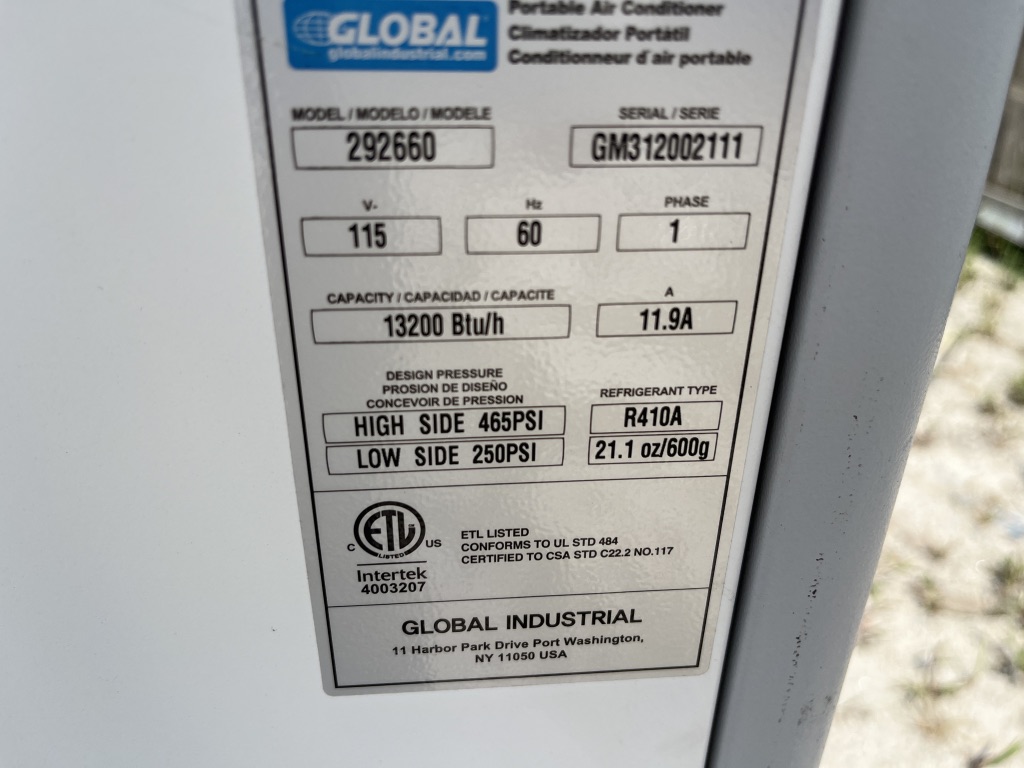 GLOBAL
globalindustrial.com
Portable Air Conditioner
Climatizador Portátil
Conditionneur d'air portable
MODEL / MODELO / MODELE
292660
SERIAL / SERIE
GM312002111
V~
115
Hz
60
PHASE
1
CAPACITY / CAPACIDAD / CAPACITE
13200 Btu/h
A
11.9A
DESIGN PRESSURE
PROSION DE DISEÑO
CONCEVOIR DE PRESSION
HIGH SIDE 465PSI
LOW SIDE 250PSI
REFRIGERANT TYPE
R410A
21.1 oz/600g
C ETL US
LISTED
Intertek
4003207
ETL LISTED
CONFORMS TO UL STD 484
CERTIFIED TO CSA STD C22.2 NO.117
GLOBAL INDUSTRIAL
11 Harbor Park Drive Port Washington,
NY 11050 USA